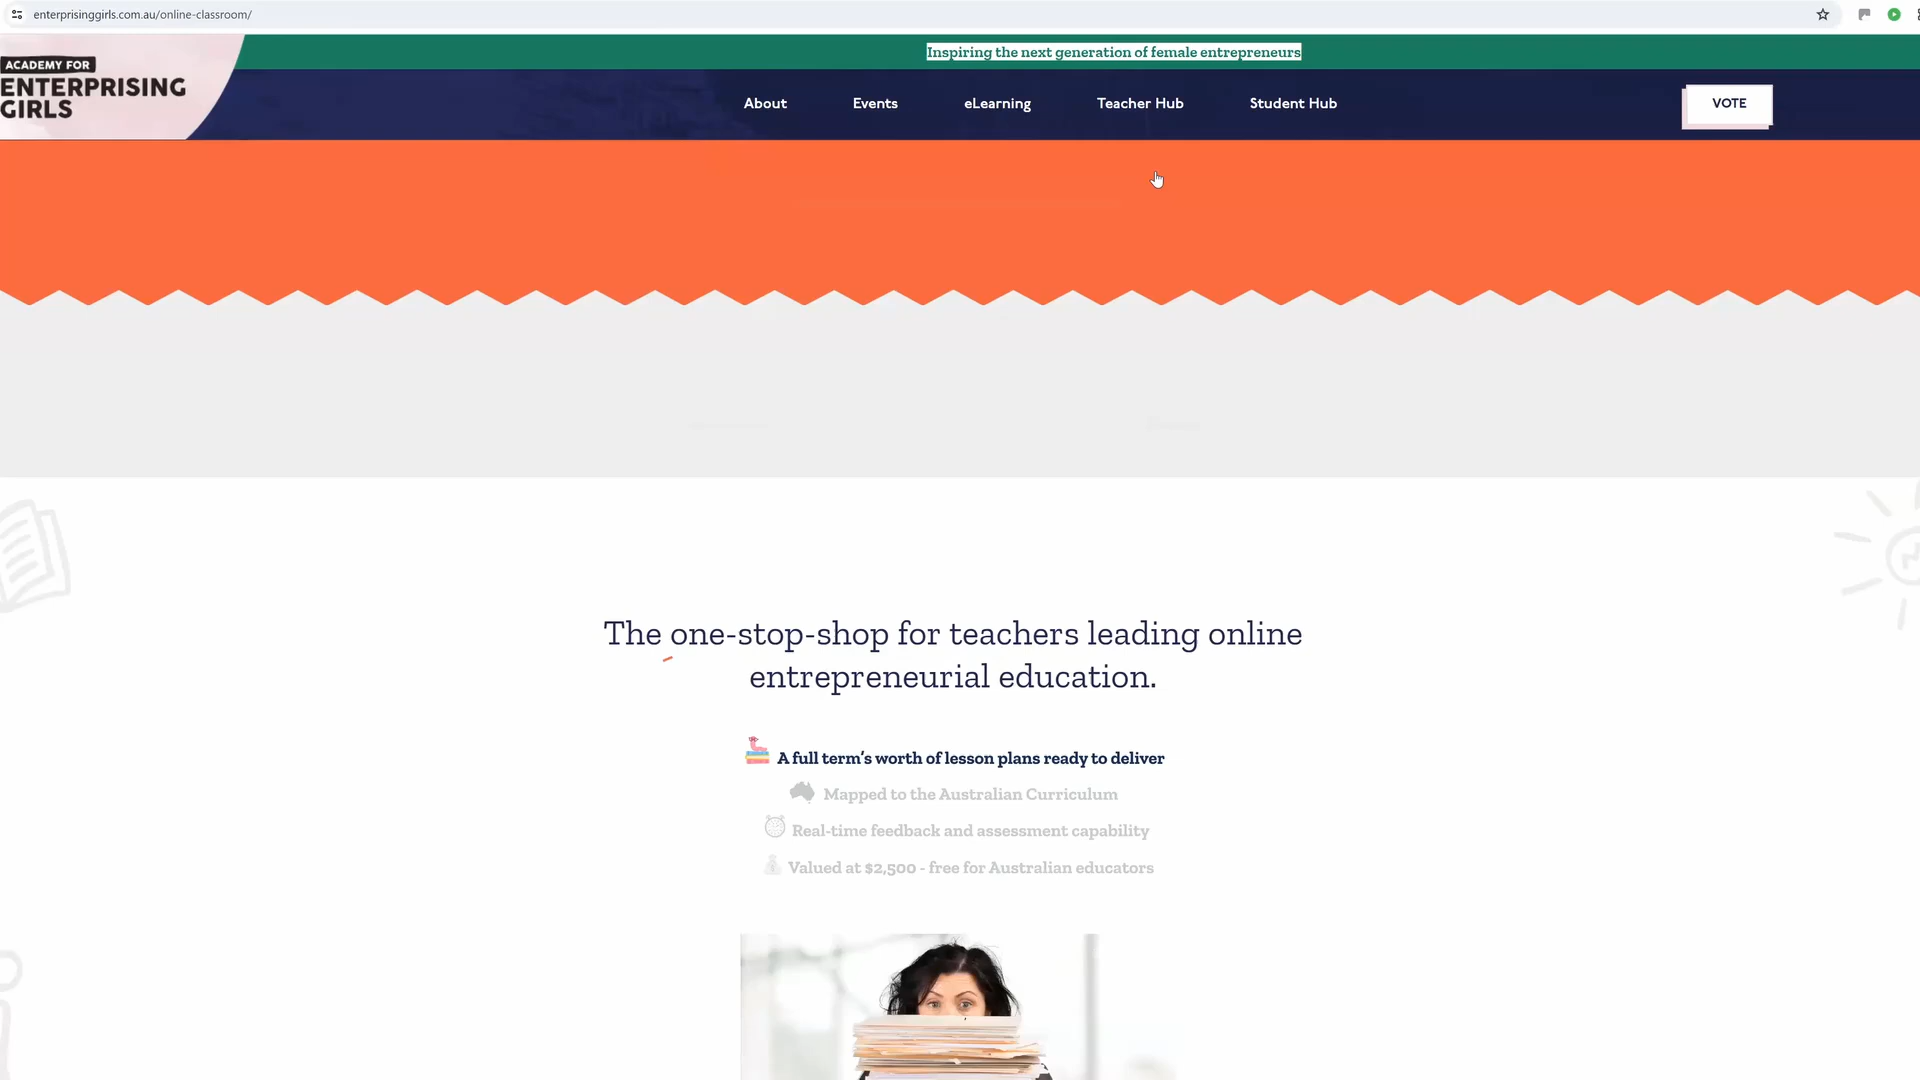 enterprisinggirls.com.au/online-classroom/
Inspiring the next generation of female entrepreneurs
ACADEMY FOR
ENTERPRISING
GIRLS
About
Events
eLearning
Teacher Hub
Student Hub
VOTE
The one-stop-shop for teachers leading online
entrepreneurial education.
A full term's worth of lesson plans ready to deliver
Mapped to the Australian Curriculum
Real-time feedback and assessment capability
Valued at $2,500 - free for Australian educators